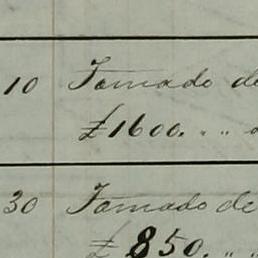 10 Tomado de
£1600. " "
30 Tomado de
£ 850. " "